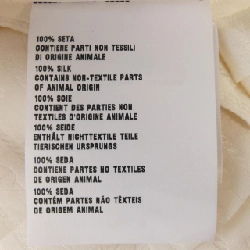 100% SETA
CONTIENE PARTI NON TESSILI
DI ORIGINE ANIMALE
100% SILK
CONTAINS NON-TEXTILE PARTS
OF ANIMAL ORIGIN
100% SOIE
CONTIENT DES PARTIES NON
TEXTILES D'ORIGINE ANIMALE
100% SEIDE
ENTHÄLT NICHTTEXTILE TEILE
TIERISCHEN URSPRUNGS
100% SEDA
CONTIENE PARTES NO TEXTILES
DE ORIGEN ANIMAL
100% SEDA
CONTÉM PARTES NÃO TÊXTEIS
DE ORIGEM ANIMAL